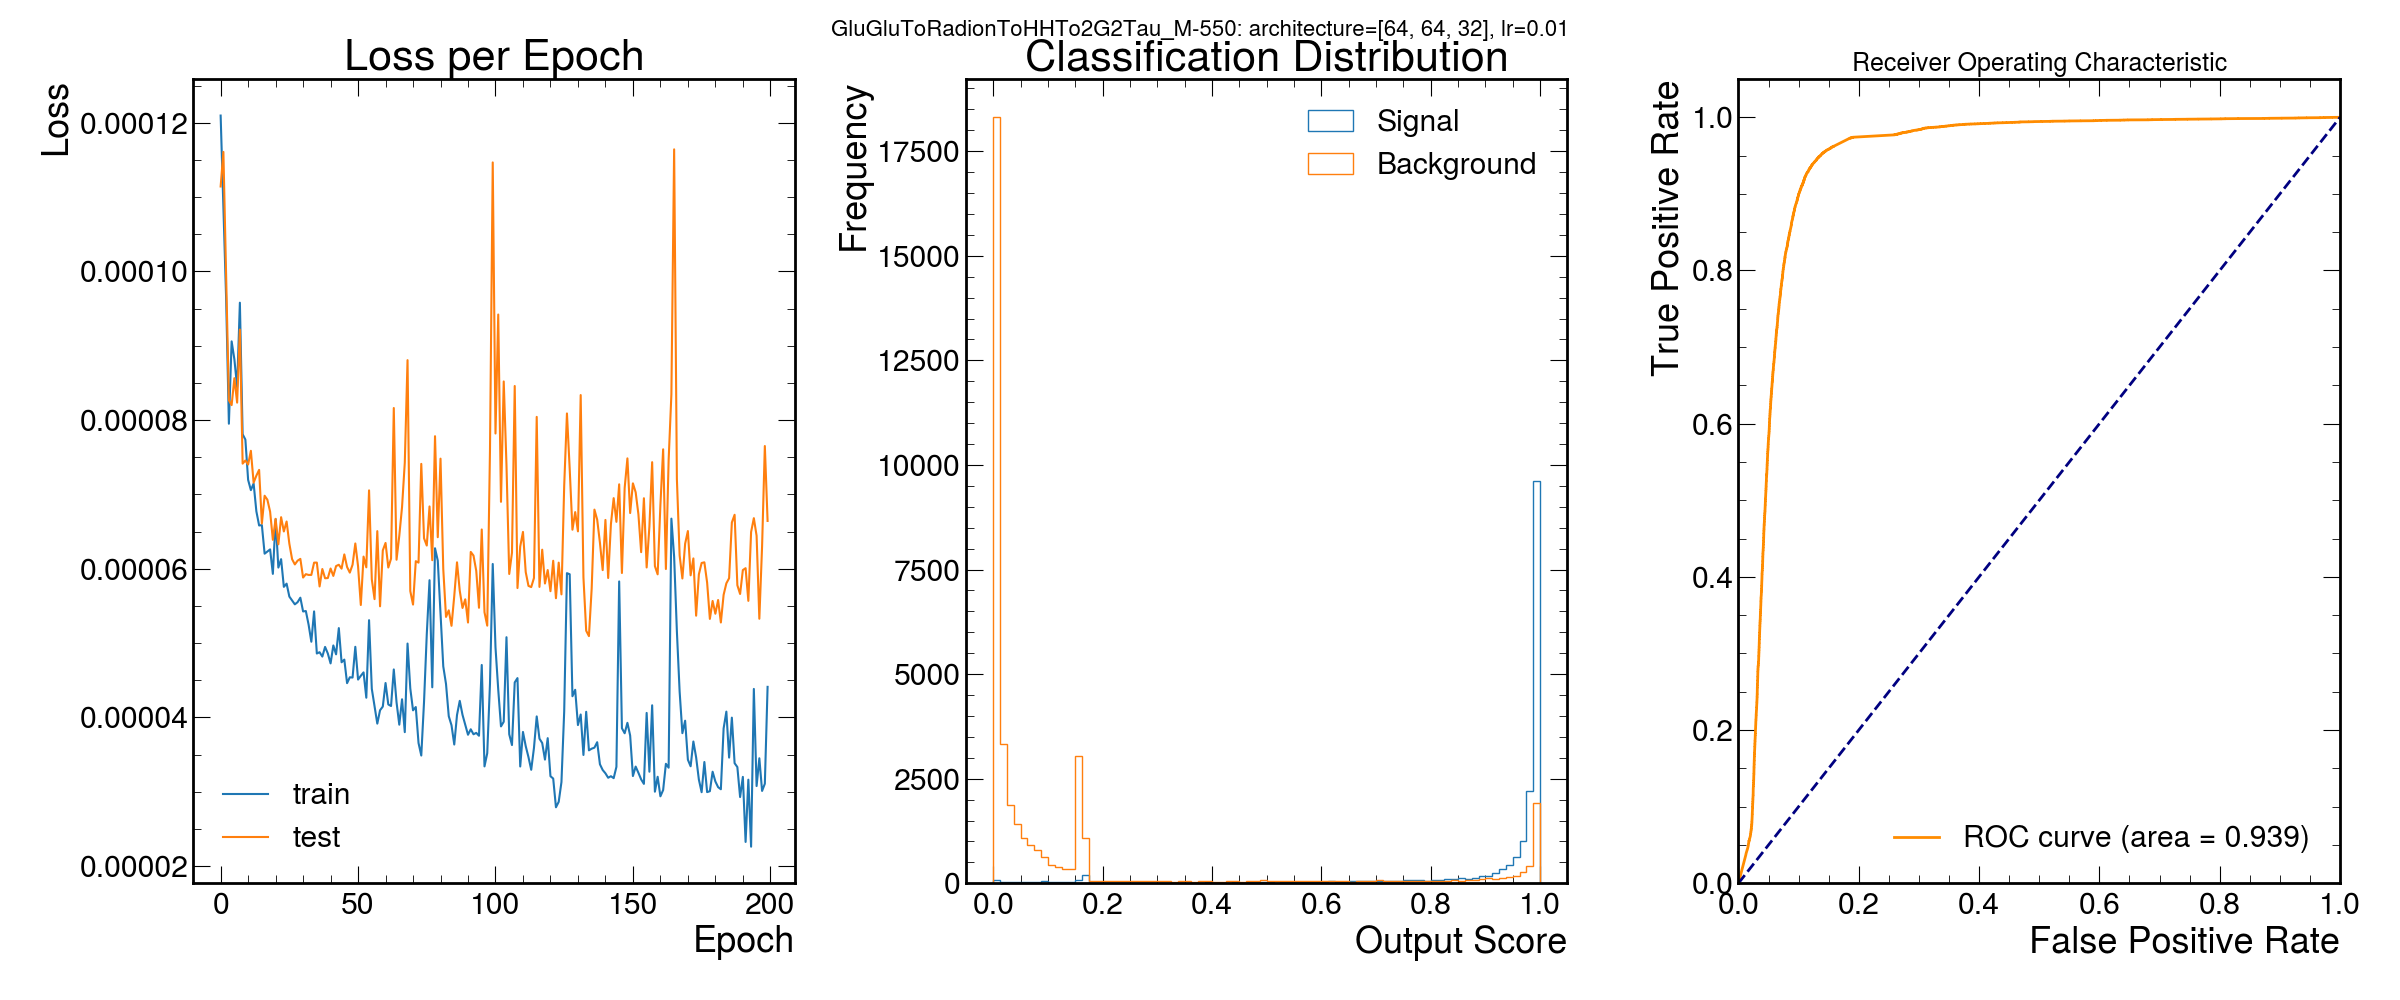 GluGluToRadionToHHTo2G2Tau_M-550: architecture=[64, 64, 32], lr=0.01
Loss per Epoch
Loss
0.00012
0.00010
0.00008
0.00006
0.00004
0.00002
train
test
0 50 100 150 200
Epoch
Classification Distribution
Frequency
17500
15000
12500
10000
7500
5000
2500
0
Signal
Background
0.0 0.2 0.4 0.6 0.8 1.0
Output Score
Receiver Operating Characteristic
True Positive Rate
1.0
0.8
0.6
0.4
0.2
0.0
ROC curve (area = 0.939)
0.0 0.2 0.4 0.6 0.8 1.0
False Positive Rate